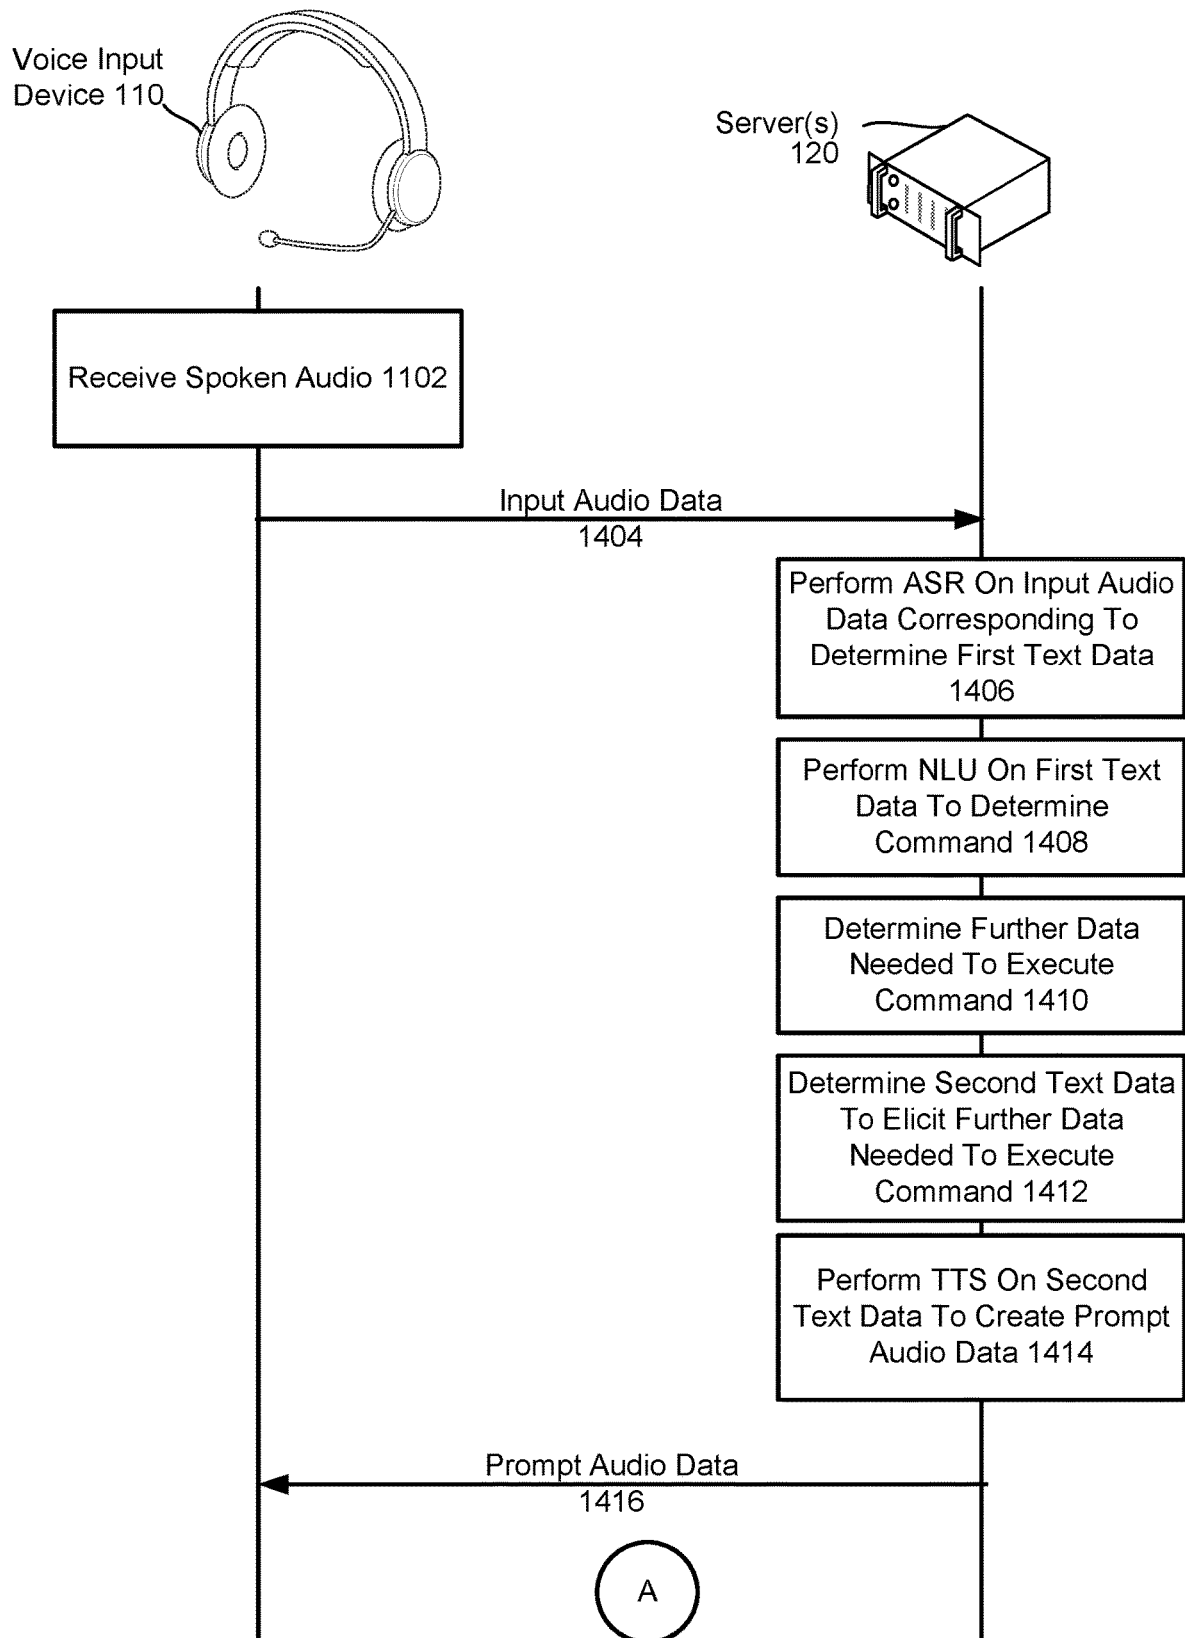 Voice Input
Device 110
Server(s)
120
Receive Spoken Audio 1102
Input Audio Data
1404
Perform ASR On Input Audio
Data Corresponding To
Determine First Text Data
1406
Perform NLU On First Text
Data To Determine
Command 1408
Determine Further Data
Needed To Execute
Command 1410
Determine Second Text Data
To Elicit Further Data
Needed To Execute
Command 1412
Perform TTS On Second
Text Data To Create Prompt
Audio Data 1414
Prompt Audio Data
1416
A